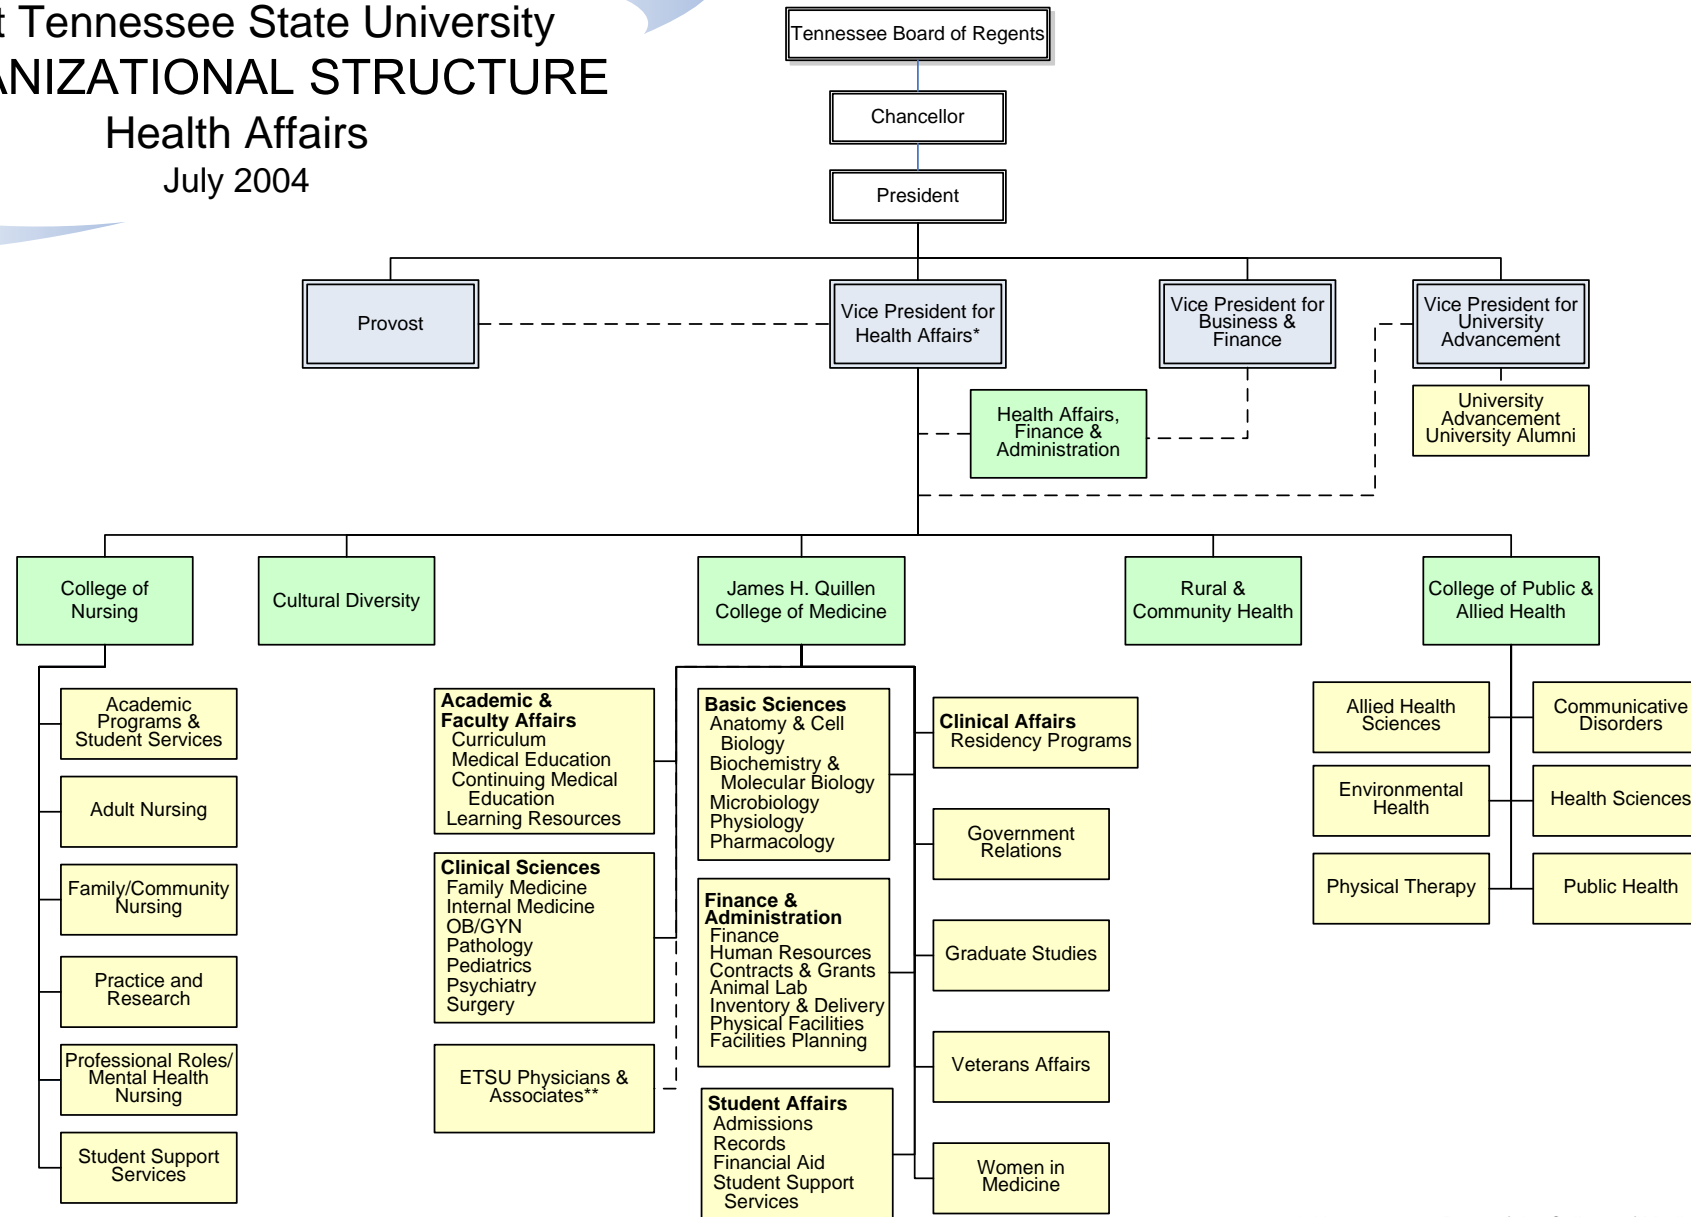 t Tennessee State University
ANIZATIONAL STRUCTURE
Health Affairs
July 2004
Tennessee Board of Regents
Chancellor
President
Provost
Vice President for
Health Affairs*
Vice President for
Business &
Finance
Vice President for
University
Advancement
Health Affairs,
Finance &
Administration
University
Advancement
University Alumni
College of
Nursing
Cultural Diversity
James H. Quillen
College of Medicine
Rural &
Community Health
College of Public &
Allied Health
Academic
Programs &
Student Services
Adult Nursing
Family/Community
Nursing
Practice and
Research
Professional Roles/
Mental Health
Nursing
Student Support
Services
Academic &
Faculty Affairs
Curriculum
Medical Education
Continuing Medical
Education
Learning Resources
Clinical Sciences
Family Medicine
Internal Medicine
OB/GYN
Pathology
Pediatrics
Psychiatry
Surgery
ETSU Physicians &
Associates**
Basic Sciences
Anatomy & Cell
Biology
Biochemistry &
Molecular Biology
Microbiology
Physiology
Pharmacology
Finance &
Administration
Finance
Human Resources
Contracts & Grants
Animal Lab
Inventory & Delivery
Physical Facilities
Facilities Planning
Student Affairs
Admissions
Records
Financial Aid
Student Support
Services
Clinical Affairs
Residency Programs
Government
Relations
Graduate Studies
Veterans Affairs
Women in
Medicine
Allied Health
Sciences
Communicative
Disorders
Environmental
Health
Health Sciences
Physical Therapy
Public Health